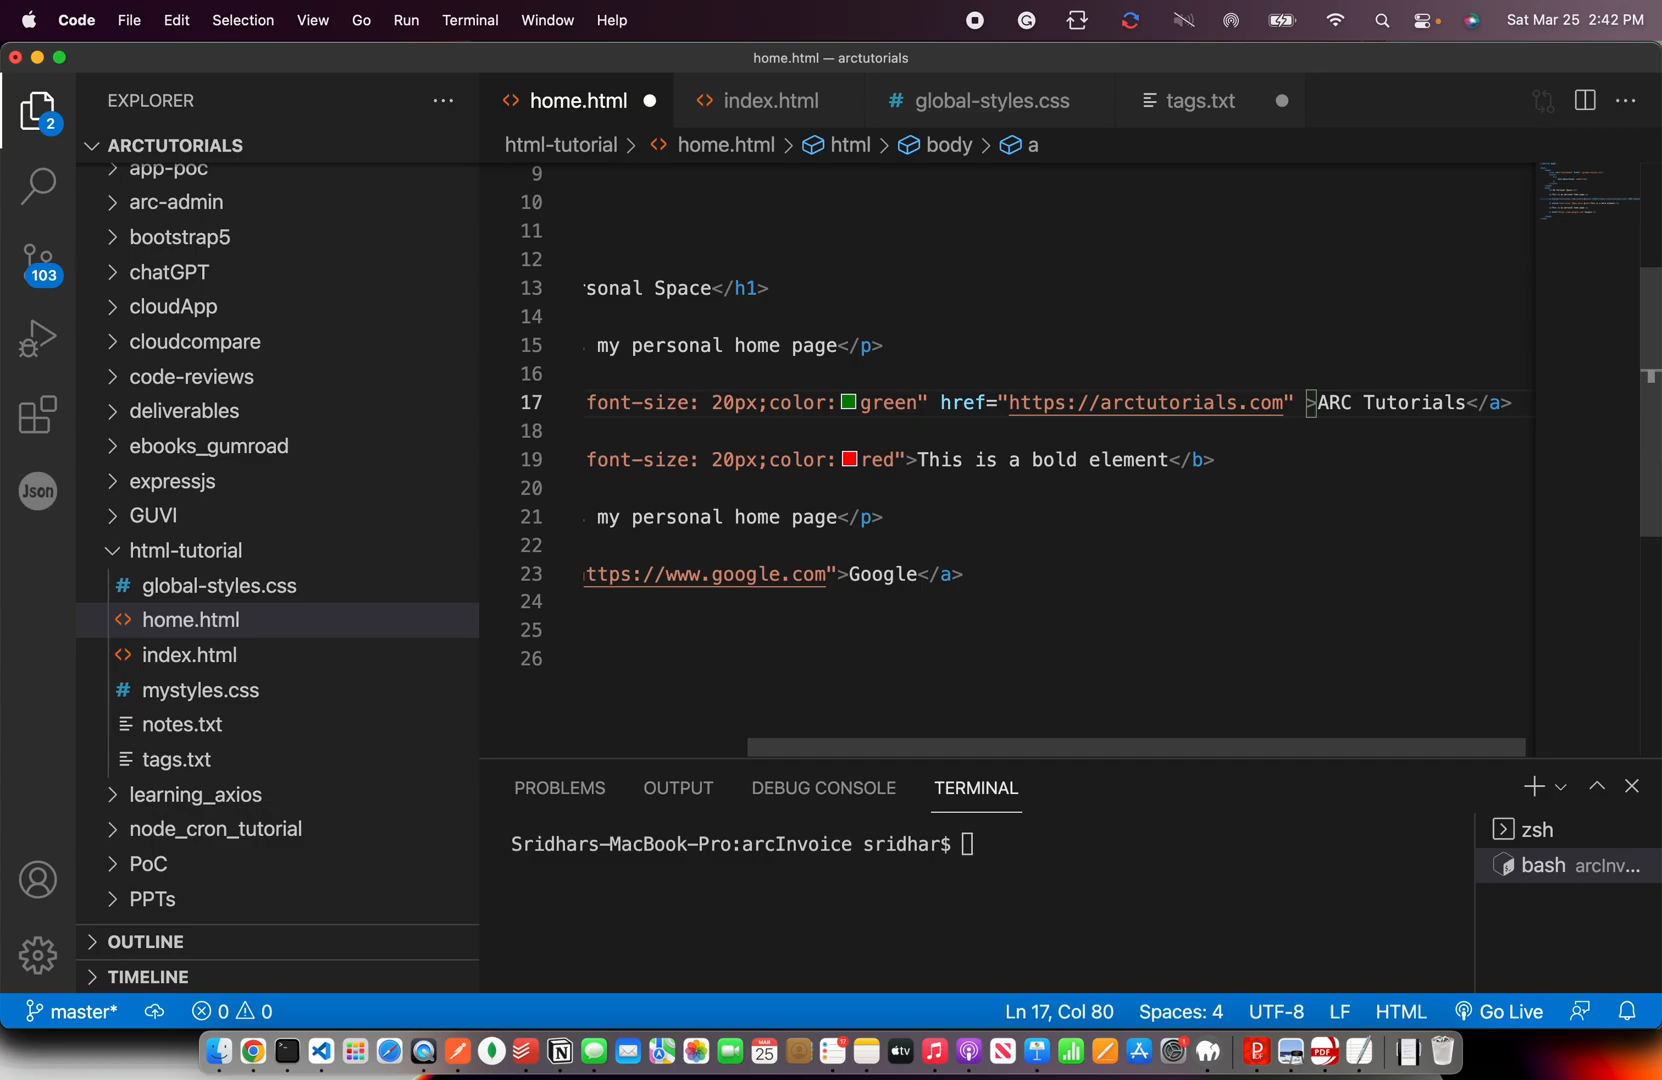 Code File Edit Selection View Go Run Terminal Window Help Sat Mar 25 2:42 PM
home.html — arctutorials
EXPLORER
2
home.html
index.html
global-styles.css
tags.txt
html-tutorial > home.html > html > body > a
ARCTUTORIALS
app-poc
arc-admin
bootstrap5
chatGPT
103
cloudApp
cloudcompare
code-reviews
deliverables
ebooks_gumroad
expressjs
Json
GUVI
html-tutorial
global-styles.css
home.html
index.html
mystyles.css
notes.txt
tags.txt
learning_axios
node_cron_tutorial
PoC
PPTs
OUTLINE
TIMELINE
9
10
11
12
13 rsonal Space</h1>
14
15 my personal home page</p>
16
17 font-size: 20px;color:green" href="https://arctutorials.com" >ARC Tutorials</a>
18
19 font-size: 20px;color:red">This is a bold element</b>
20
21 my personal home page</p>
22
23 ttps://www.google.com">Google</a>
24
25
26
PROBLEMS OUTPUT DEBUG CONSOLE TERMINAL
Sridhars-MacBook-Pro:arcInvoice sridhar$
zsh
bash arcInv...
master* 0 0 Ln 17, Col 80 Spaces: 4 UTF-8 LF HTML Go Live
MAR
25
17
tv
1
PDF